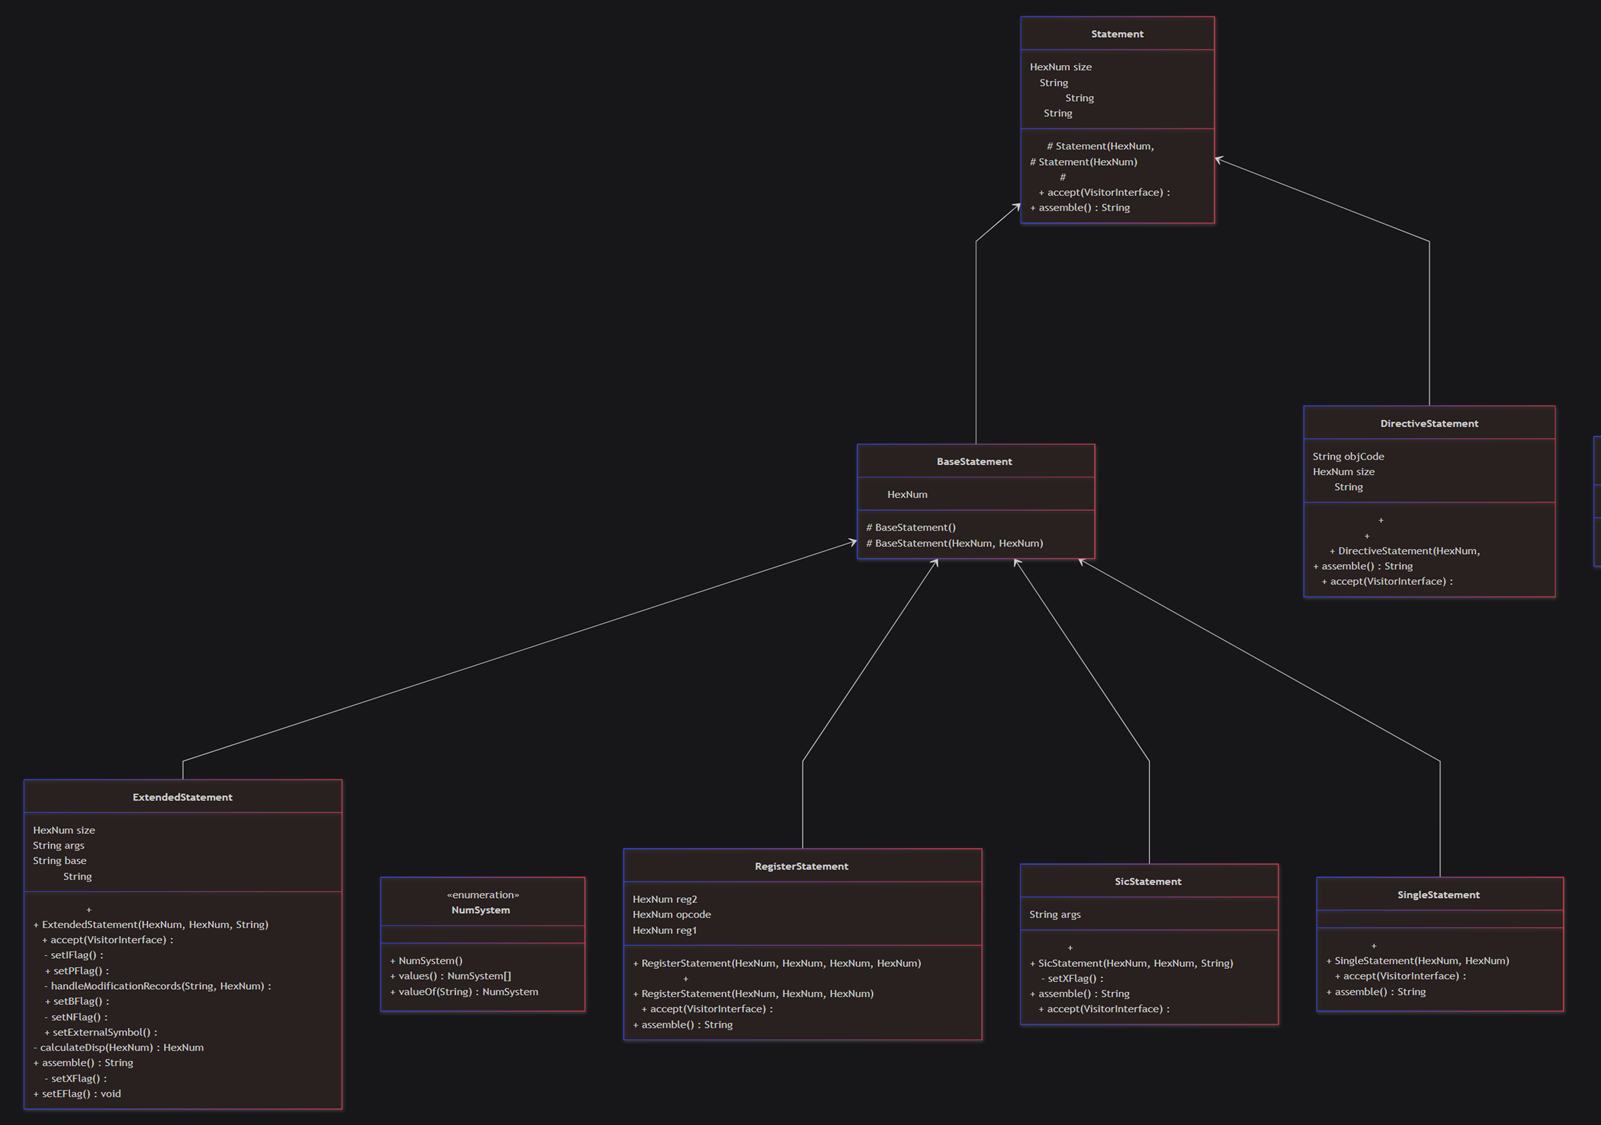 Statement
HexNum size
String
String
String
# Statement(HexNum,
# Statement(HexNum)
#
+ accept(VisitorInterface) :
+ assemble() : String
BaseStatement
HexNum
# BaseStatement()
# BaseStatement(HexNum, HexNum)
DirectiveStatement
String objCode
HexNum size
String
+
+
+ DirectiveStatement(HexNum,
+ assemble() : String
+ accept(VisitorInterface) :
ExtendedStatement
HexNum size
String args
String base
String
+
+ ExtendedStatement(HexNum, HexNum, String)
+ accept(VisitorInterface) :
- setIFlag() :
+ setPFlag() :
- handleModificationRecords(String, HexNum) :
+ setBFlag() :
- setNFlag() :
+ setExternalSymbol() :
- calculateDisp(HexNum) : HexNum
+ assemble() : String
- setXFlag() :
+ setEFlag() : void
«enumeration»
NumSystem
+ NumSystem()
+ values() : NumSystem[]
+ valueOf(String) : NumSystem
RegisterStatement
HexNum reg2
HexNum opcode
HexNum reg1
+ RegisterStatement(HexNum, HexNum, HexNum, HexNum)
+
+ RegisterStatement(HexNum, HexNum, HexNum)
+ accept(VisitorInterface) :
+ assemble() : String
SicStatement
String args
+
+ SicStatement(HexNum, HexNum, String)
- setXFlag() :
+ assemble() : String
+ accept(VisitorInterface) :
SingleStatement
+
+ SingleStatement(HexNum, HexNum)
+ accept(VisitorInterface) :
+ assemble() : String